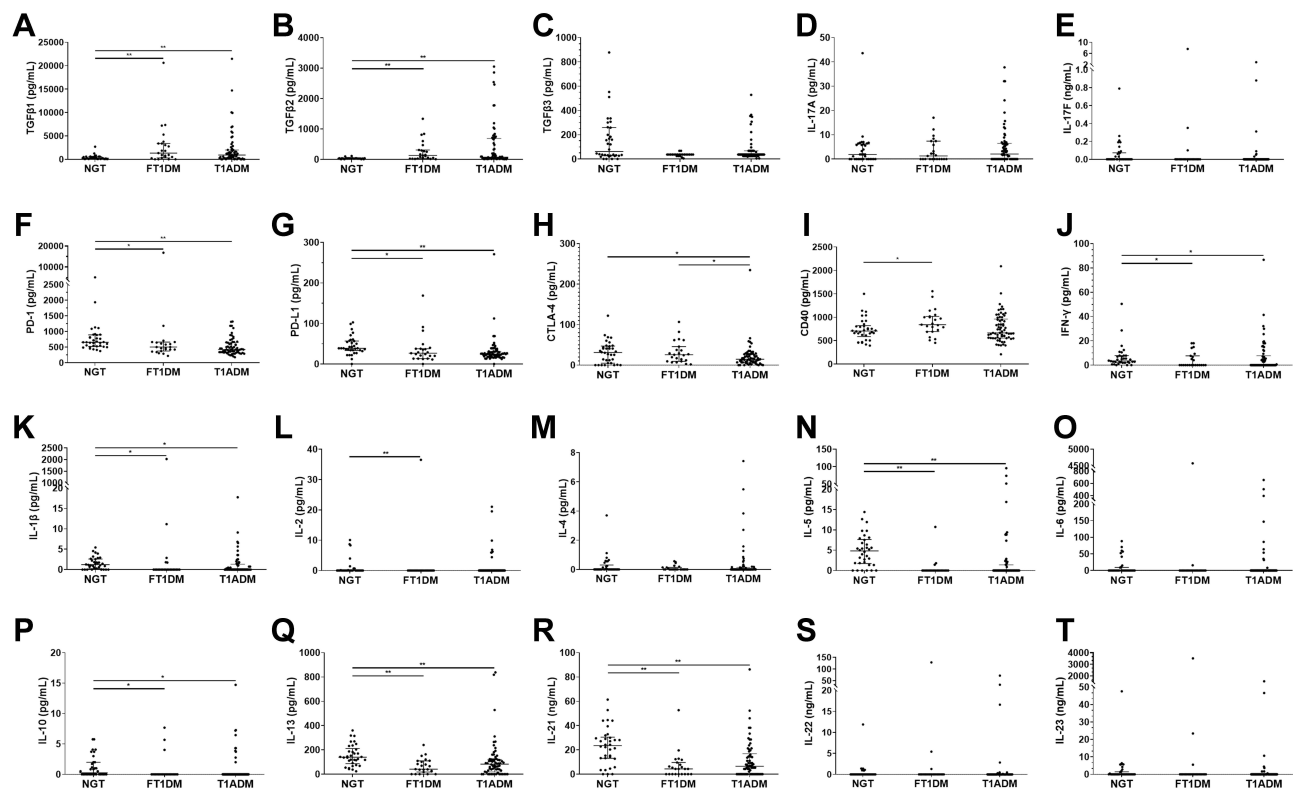 A
TGFβ1 (pg/mL)
25000
20000
15000
10000
5000
0
** **
NGT FT1DM T1ADM
B
TGFβ2 (pg/mL)
4000
3000
2000
1000
0
** **
NGT FT1DM T1ADM
C
TGFβ3 (pg/mL)
1000
800
600
400
200
0
NGT FT1DM T1ADM
D
IL-17A (pg/mL)
50
40
30
20
10
0
NGT FT1DM T1ADM
E
IL-17F (ng/mL)
10
6
2
1.0
0.8
0.6
0.4
0.2
0.0
NGT FT1DM T1ADM
F
PD-1 (pg/mL)
20000
10000
2500
2000
1500
1000
500
0
** *
NGT FT1DM T1ADM
G
PD-L1 (pg/mL)
300
200
100
0
** *
NGT FT1DM T1ADM
H
CTLA-4 (pg/mL)
300
200
100
0
* *
NGT FT1DM T1ADM
I
CD40 (pg/mL)
2500
2000
1500
1000
500
0
*
NGT FT1DM T1ADM
J
IFN-γ (pg/mL)
100
80
60
40
20
0
* *
NGT FT1DM T1ADM
K
IL-1β (pg/mL)
2500
2000
1500
1000
20
15
10
5
0
* *
NGT FT1DM T1ADM
L
IL-2 (pg/mL)
40
30
20
10
0
**
NGT FT1DM T1ADM
M
IL-4 (pg/mL)
8
6
4
2
0
NGT FT1DM T1ADM
N
IL-5 (pg/mL)
150
100
50
20
15
10
5
0
** **
NGT FT1DM T1ADM
O
IL-6 (pg/mL)
5000
4500
800
600
400
200
150
100
50
0
NGT FT1DM T1ADM
P
IL-10 (pg/mL)
20
15
10
5
0
* *
NGT FT1DM T1ADM
Q
IL-13 (pg/mL)
1000
800
600
400
200
0
** **
NGT FT1DM T1ADM
R
IL-21 (ng/mL)
100
80
60
40
20
0
** **
NGT FT1DM T1ADM
S
IL-22 (ng/mL)
150
100
50
20
15
10
5
0
NGT FT1DM T1ADM
T
IL-23 (ng/mL)
4000
3000
2000
1000
50
40
30
20
10
0
NGT FT1DM T1ADM